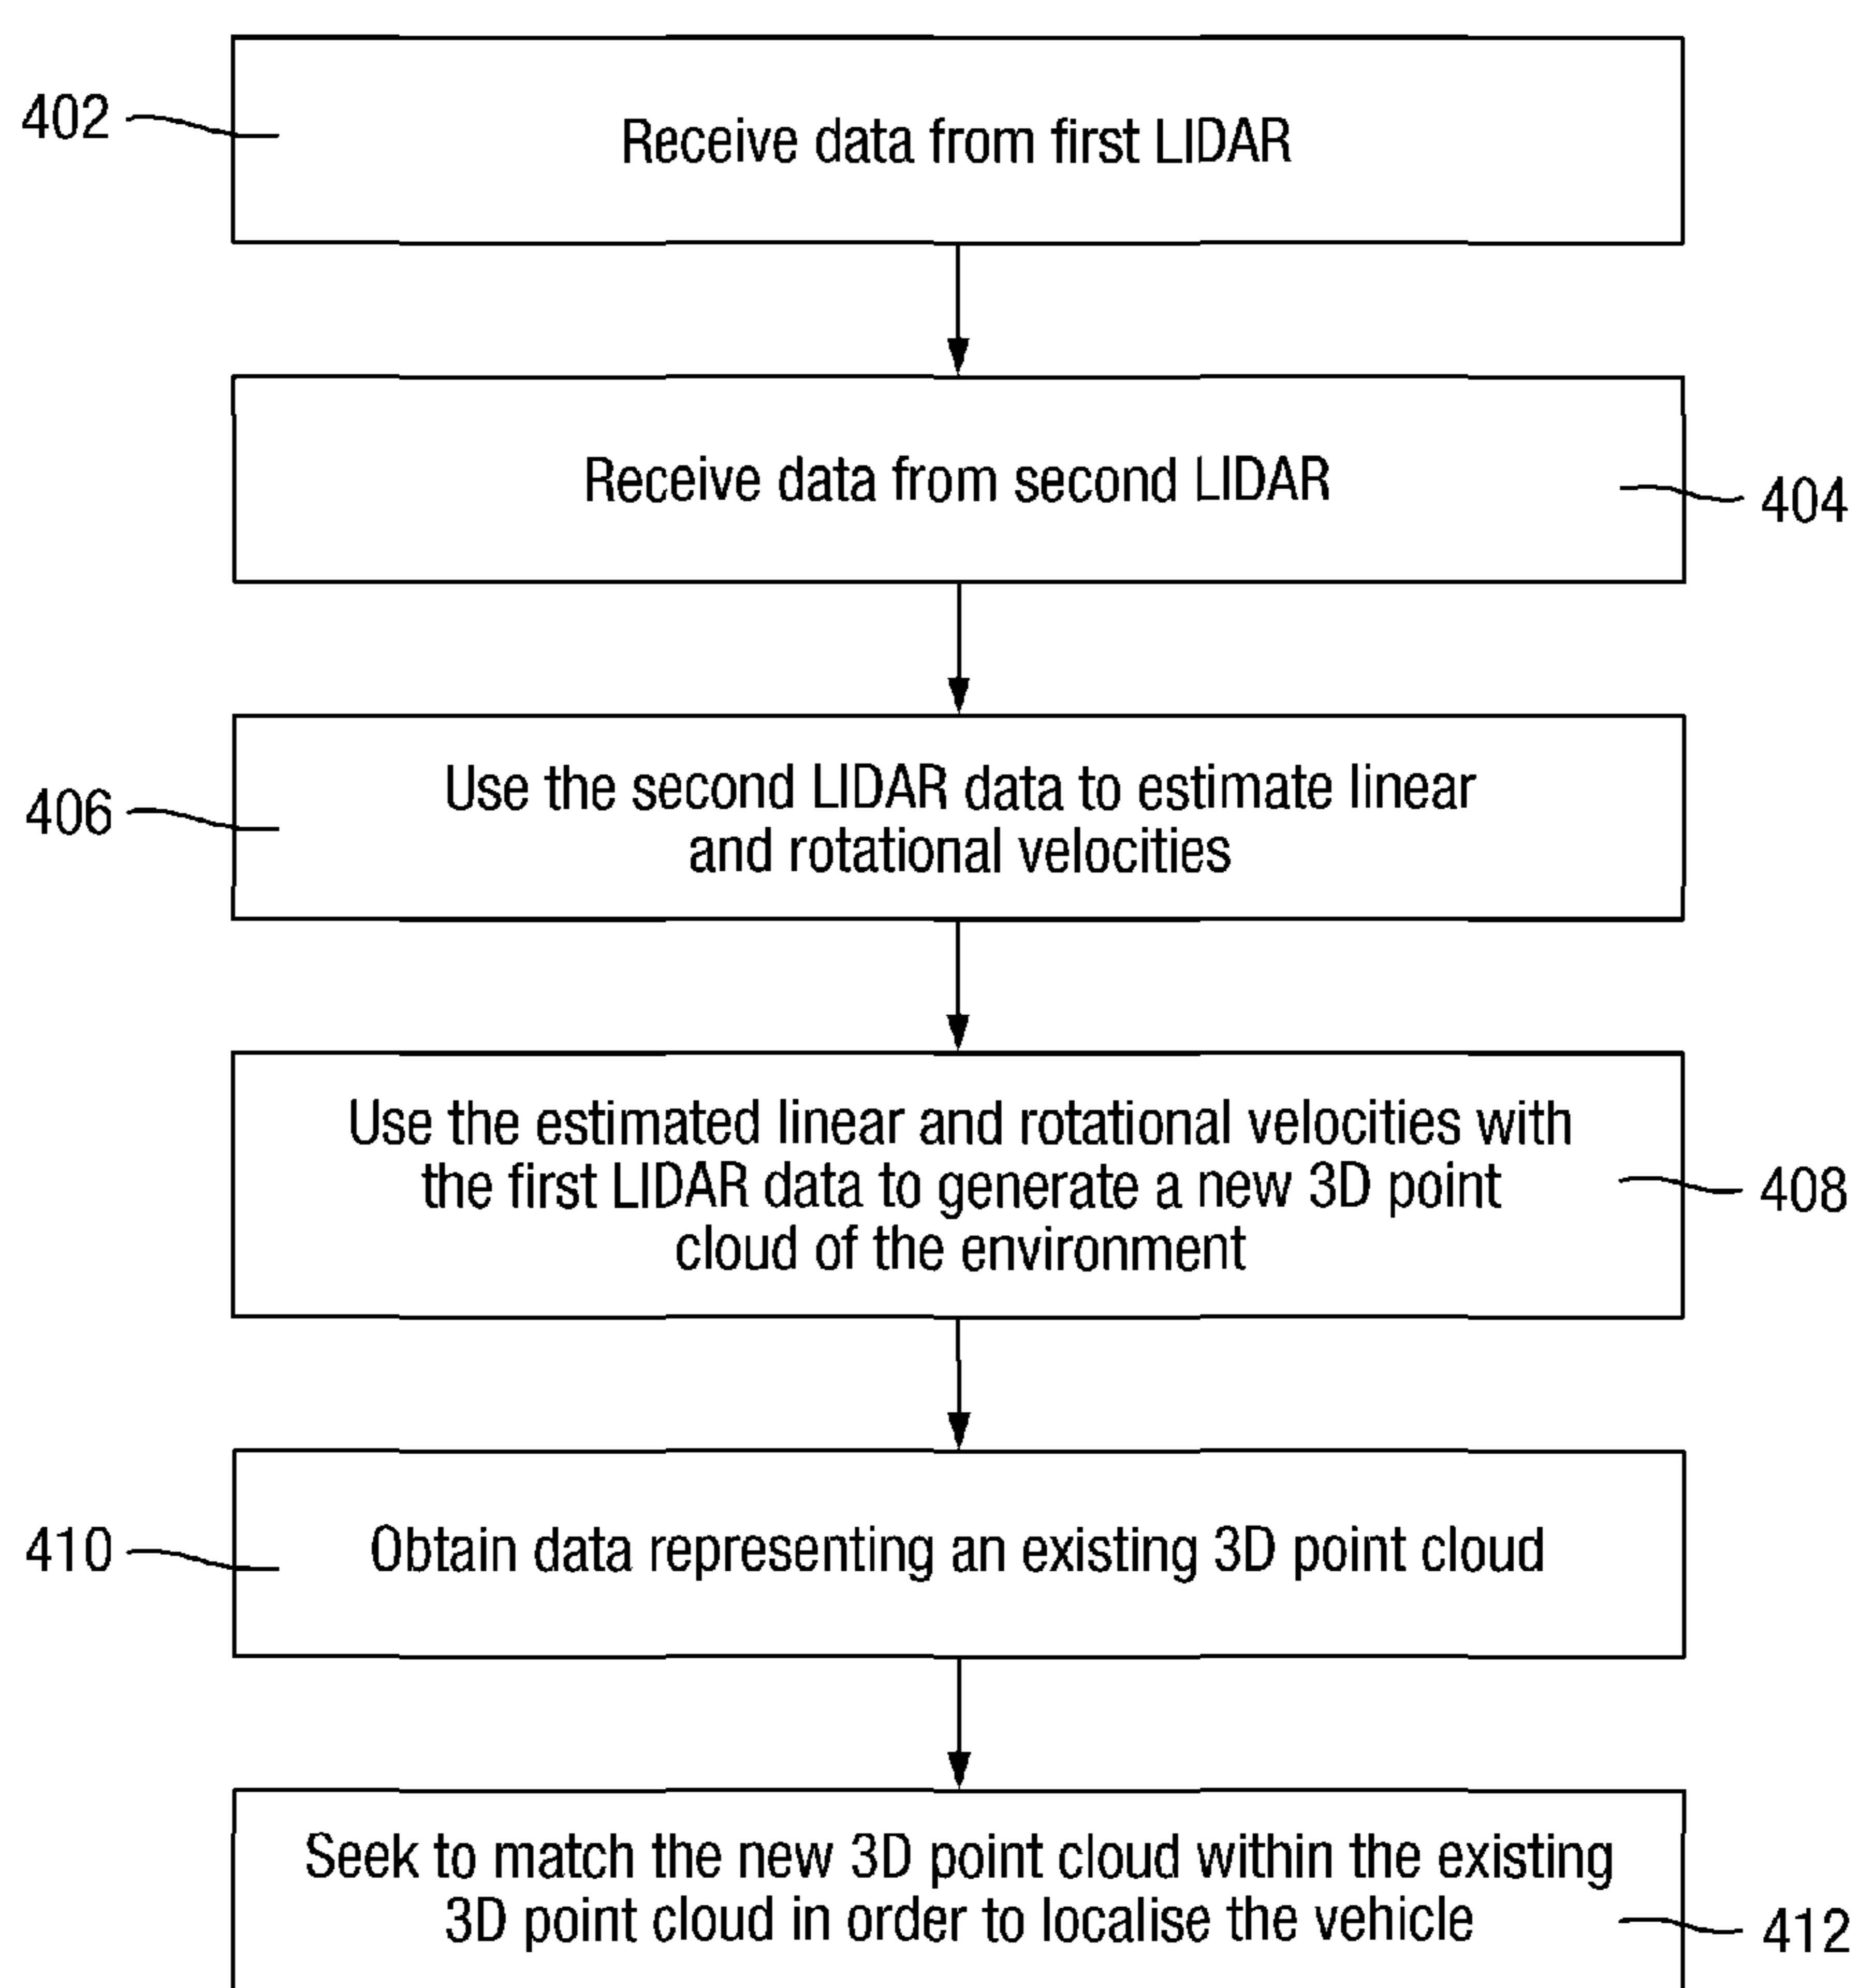 402
Receive data from first LIDAR
Receive data from second LIDAR
404
406
Use the second LIDAR data to estimate linear
and rotational velocities
Use the estimated linear and rotational velocities with
the first LIDAR data to generate a new 3D point
cloud of the environment
408
410
Obtain data representing an existing 3D point cloud
Seek to match the new 3D point cloud within the existing
3D point cloud in order to localise the vehicle
412